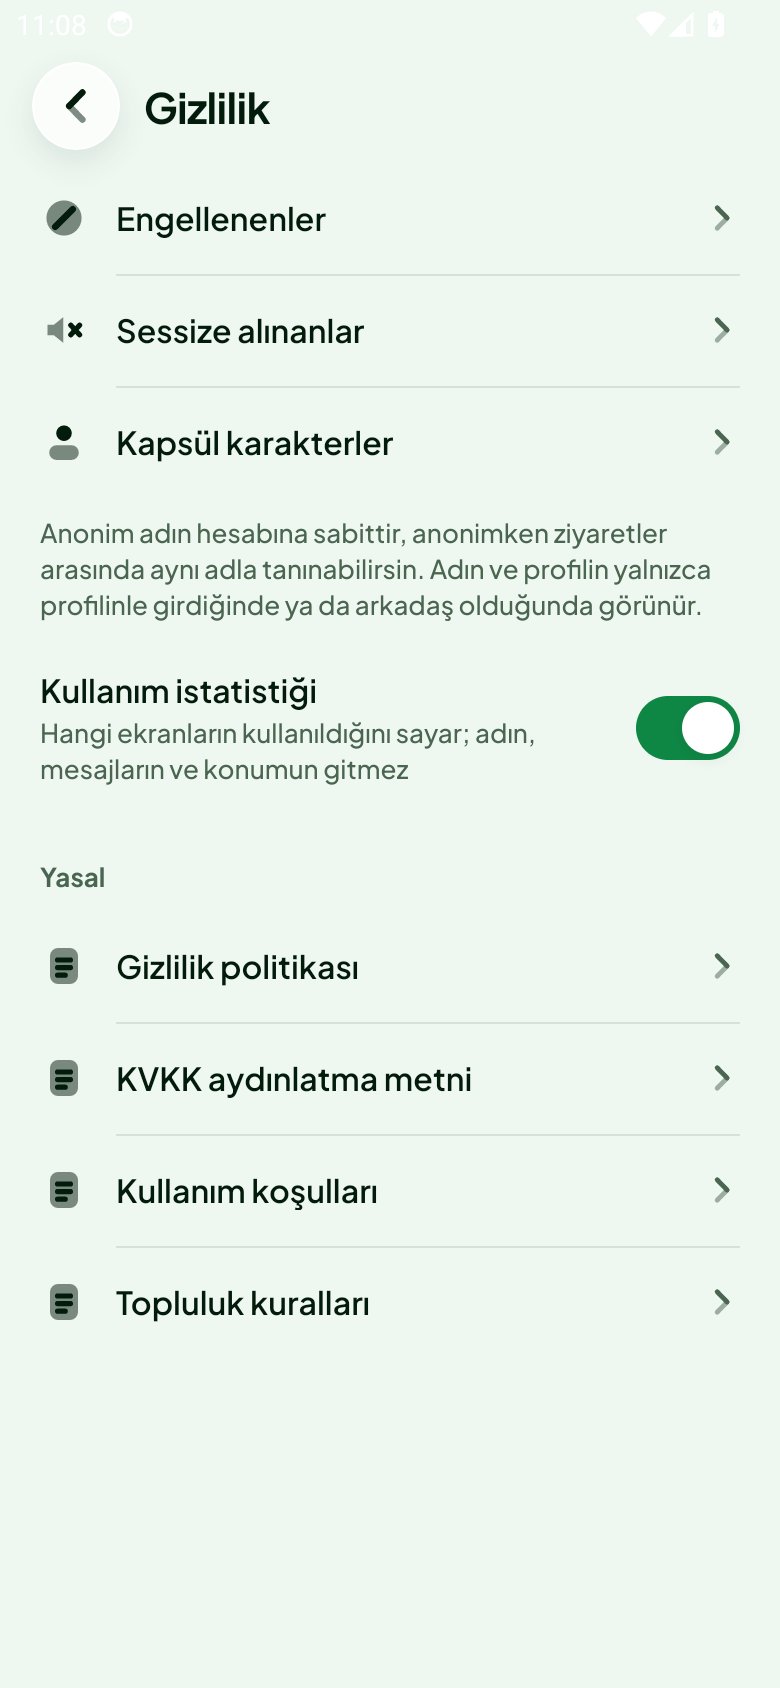 11:08
Gizlilik
Engellenenler
Sessize alınanlar
Kapsül karakterler
Anonim adın hesabına sabittir, anonimken ziyaretler
arasında aynı adla tanınabilirsin. Adın ve profilin yalnızca
profilinle girdiğinde ya da arkadaş olduğunda görünür.
Kullanım istatistiği
Hangi ekranların kullanıldığını sayar; adın,
mesajların ve konumun gitmez
Yasal
Gizlilik politikası
KVKK aydınlatma metni
Kullanım koşulları
Topluluk kuralları